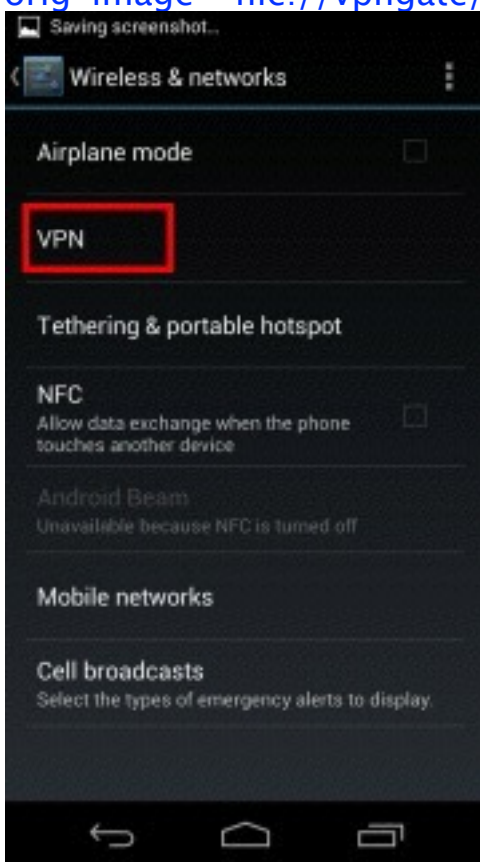 Saving screenshot...
Wireless & networks
Airplane mode
VPN
Tethering & portable hotspot
NFC
Allow data exchange when the phone
touches another device
Android Beam
Unavailable because NFC is turned off
Mobile networks
Cell broadcasts
Select the types of emergency alerts to display.